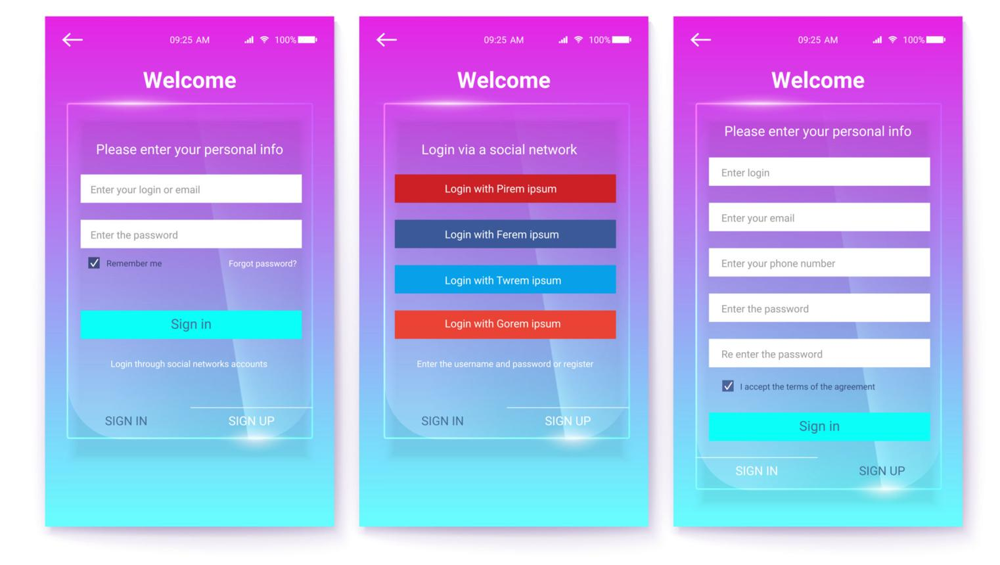 09:25 AM 100%
Welcome
Please enter your personal info
Enter your login or email
Enter the password
Remember me Forgot password?
Sign in
Login through social networks accounts
SIGN IN SIGN UP
09:25 AM 100%
Welcome
Login via a social network
Login with Pirem ipsum
Login with Ferem ipsum
Login with Twrem ipsum
Login with Gorem ipsum
Enter the username and password or register
SIGN IN SIGN UP
09:25 AM 100%
Welcome
Please enter your personal info
Enter login
Enter your email
Enter your phone number
Enter the password
Re enter the password
I accept the terms of the agreement
Sign in
SIGN IN SIGN UP